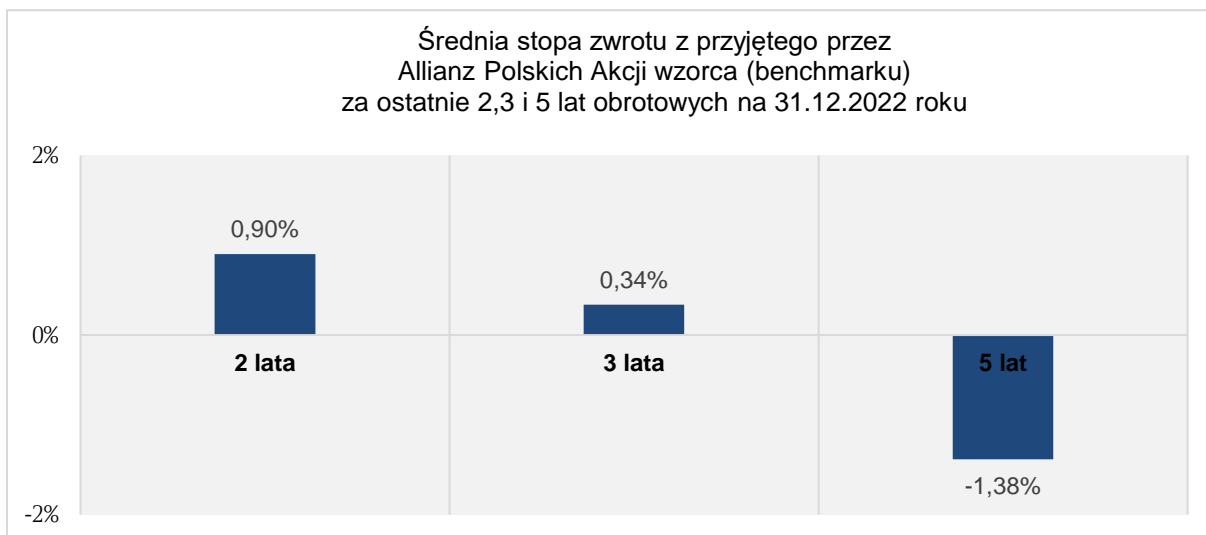 Średnia stopa zwrotu z przyjętego przez
Allianz Polskich Akcji wzorca (benchmarku)
za ostatnie 2,3 i 5 lat obrotowych na 31.12.2022 roku
2%
0,90%
0,34%
0%
2 lata
3 lata
5 lat
-1,38%
-2%